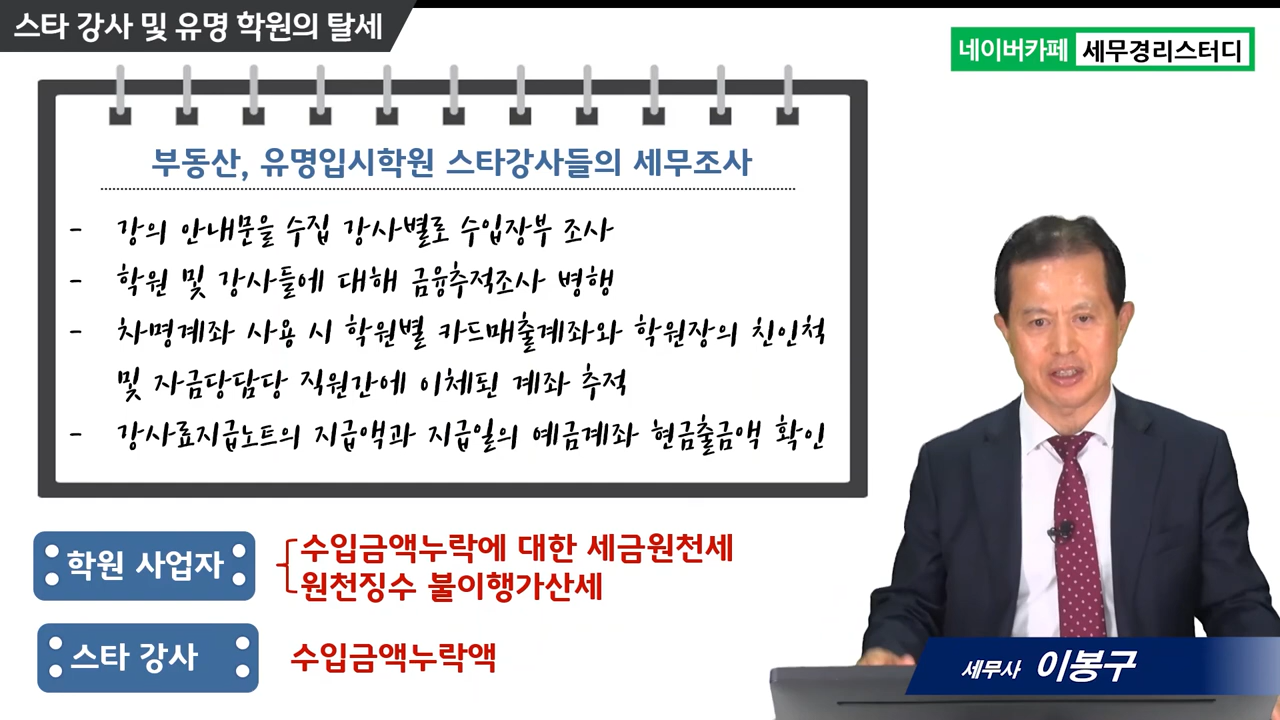 스타 강사 및 유명 학원의 탈세
네이버카페 세무경리스터디
부동산, 유명입시학원 스타강사들의 세무조사
- 강의 안내문을 수집 강사별로 수입장부 조사
- 학원 및 강사들에 대해 금융추적조사 병행
- 차명계좌 사용 시 학원별 카드매출계좌와 학원장의 친인척
및 자금당담당 직원간에 이체된 계좌 추적
- 강사료지급노트의 지급액과 지급일의 예금계좌 현금출금액 확인
학원 사업자
수입금액누락에 대한 세금원천세
원천징수 불이행가산세
스타 강사
수입금액누락액
세무사 이봉구